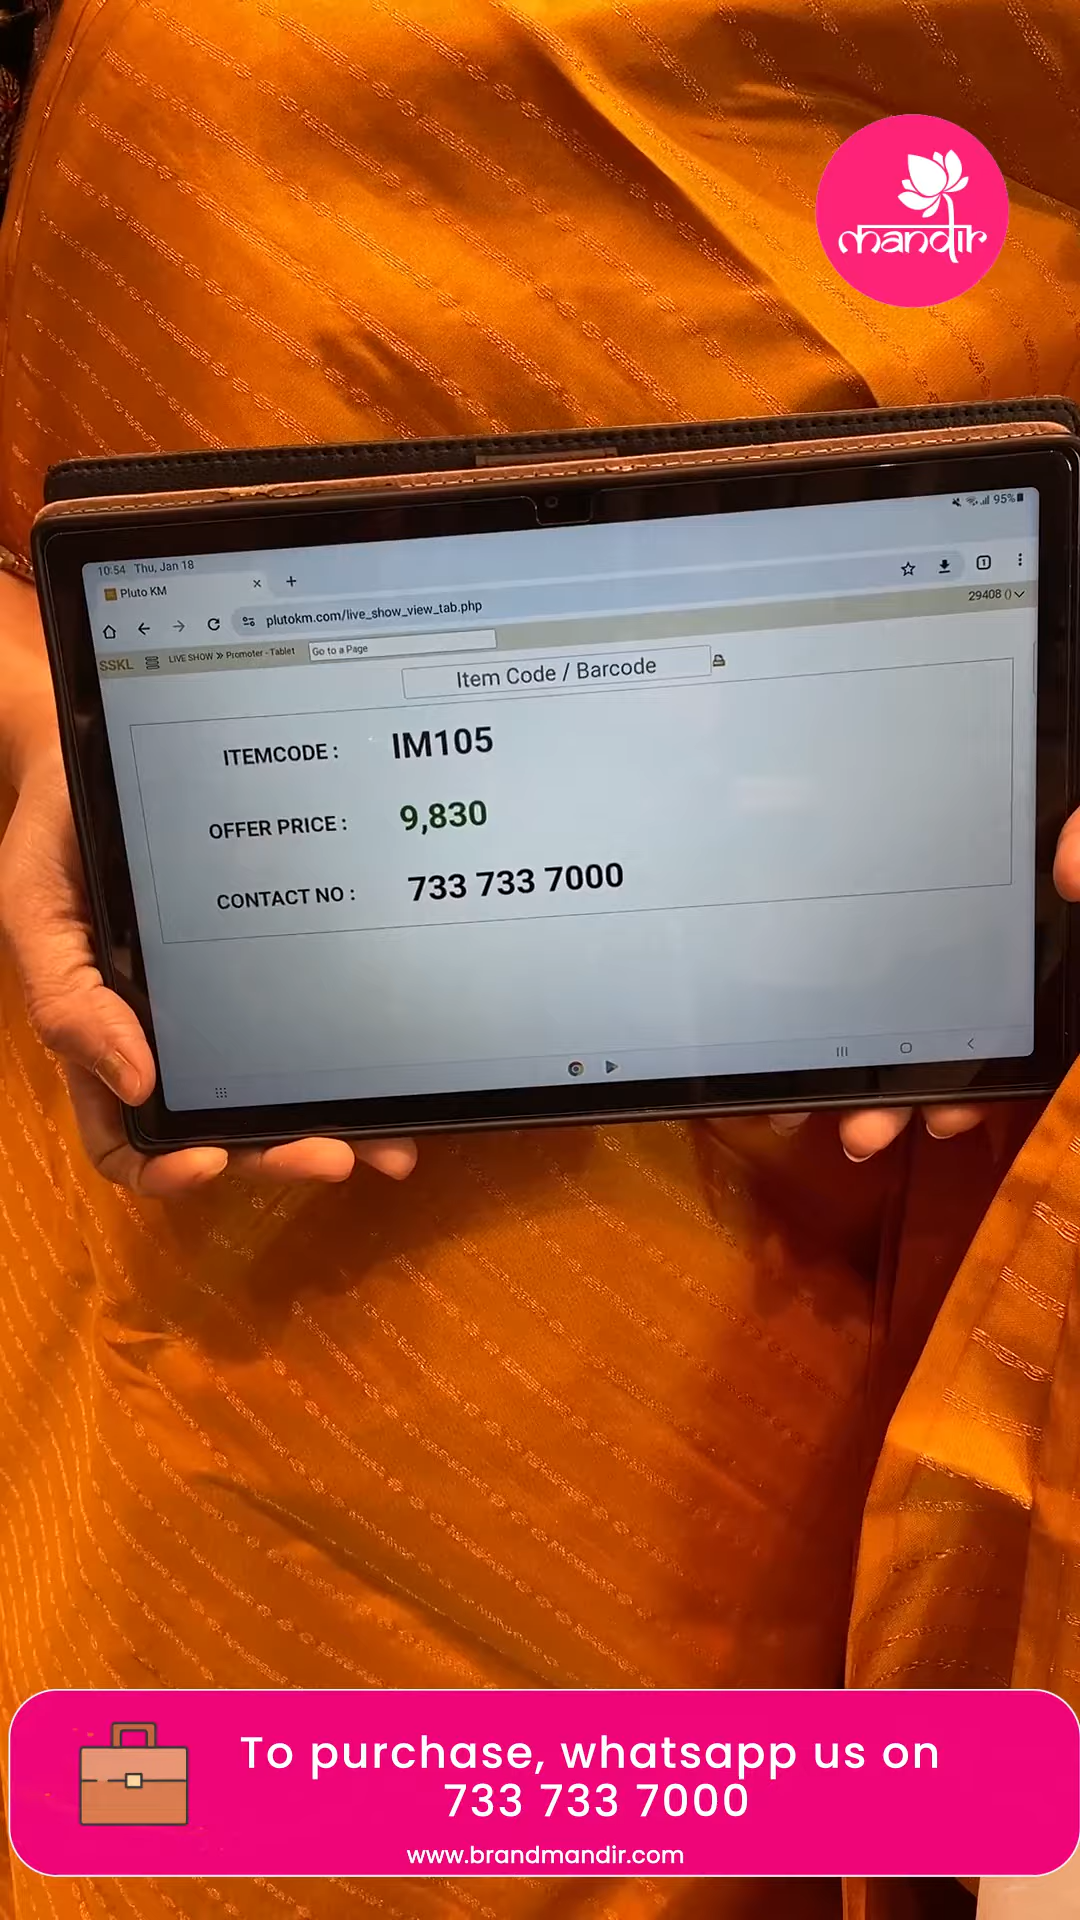 mandir
10:54 Thu, Jan 18
95%
Pluto KM
plutokm.com/live_show_view_tab.php
1
29408 ()
SSKL
LIVE SHOW >> Promoter - Tablet
Go to a Page
Item Code / Barcode
ITEMCODE : IM105
OFFER PRICE : 9,830
CONTACT NO : 733 733 7000
To purchase, whatsapp us on
733 733 7000
www.brandmandir.com